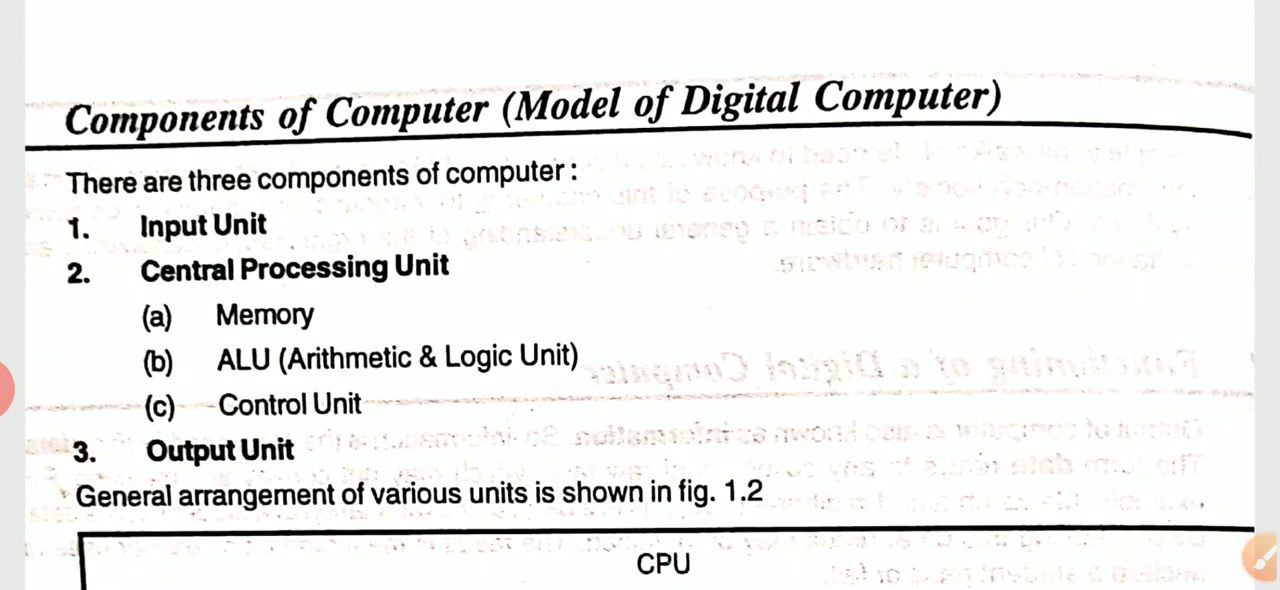 Components of Computer (Model of Digital Computer)
There are three components of computer :
1. Input Unit
2. Central Processing Unit
(a) Memory
(b) ALU (Arithmetic & Logic Unit)
(c) Control Unit
3. Output Unit
General arrangement of various units is shown in fig. 1.2
CPU